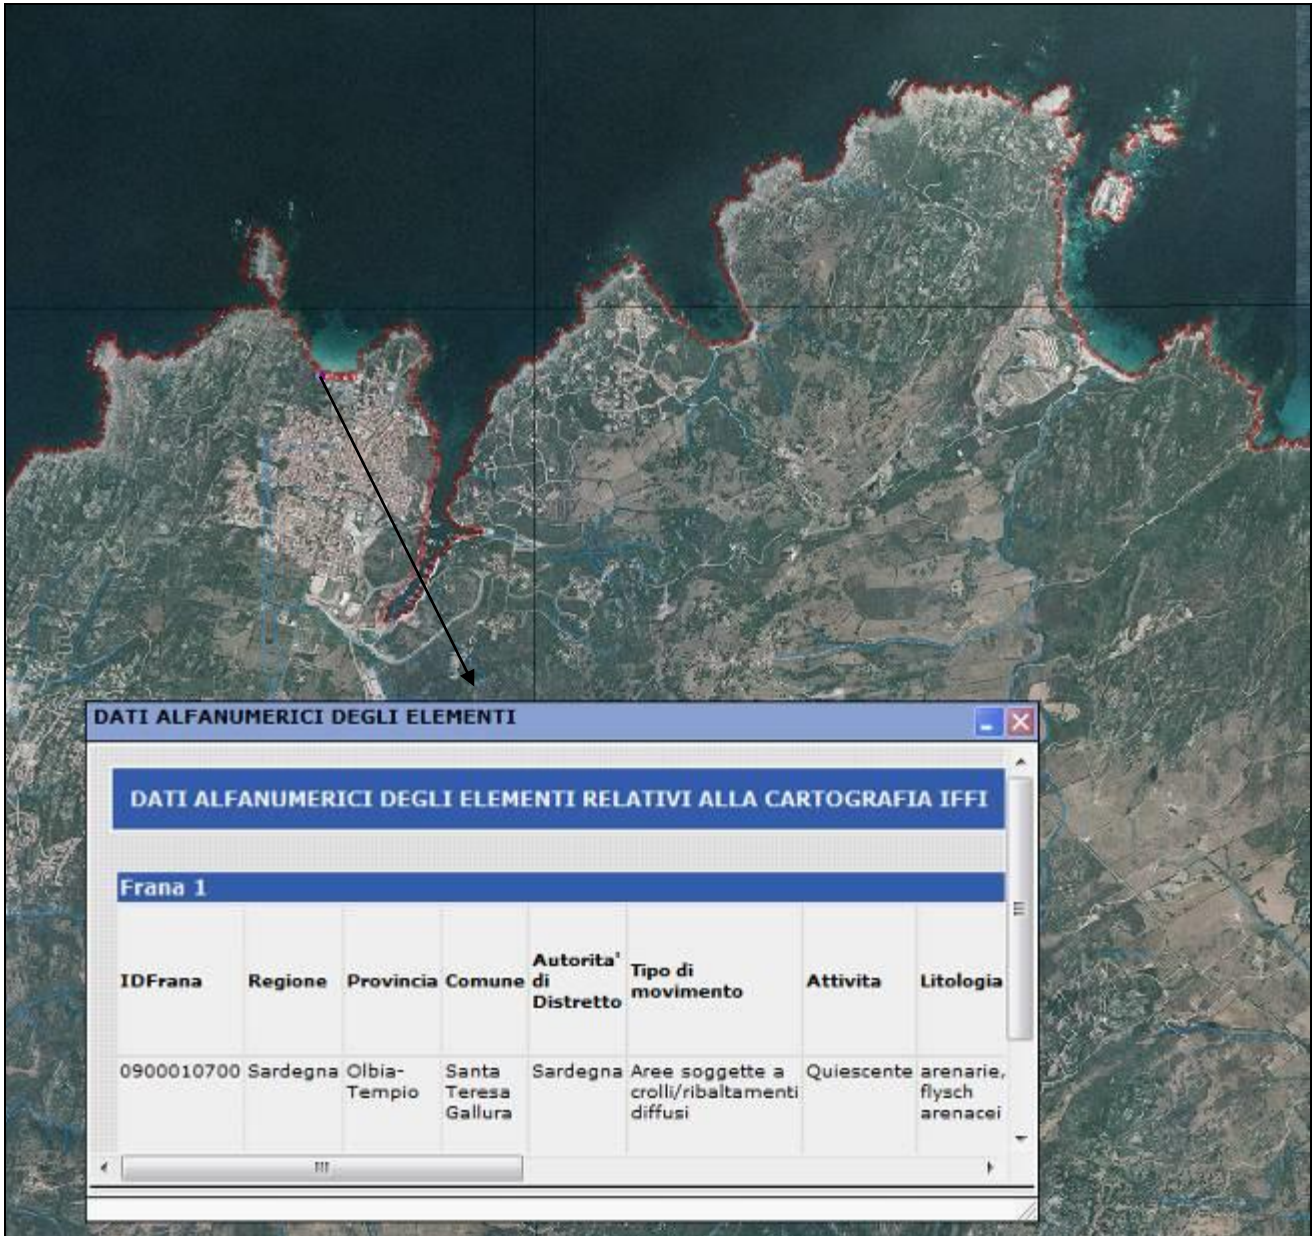 DATI ALFANUMERICI DEGLI ELEMENTI
DATI ALFANUMERICI DEGLI ELEMENTI RELATIVI ALLA CARTOGRAFIA IFFI
Frana 1
IDFrana Regione Provincia Comune Autorita' di Distretto Tipo di movimento Attivita Litologia
0900010700 Sardegna Olbia-Tempio Santa Teresa Gallura Sardegna Aree soggette a crolli/ribaltamenti diffusi Quiescente arenarie, flysch arenacei